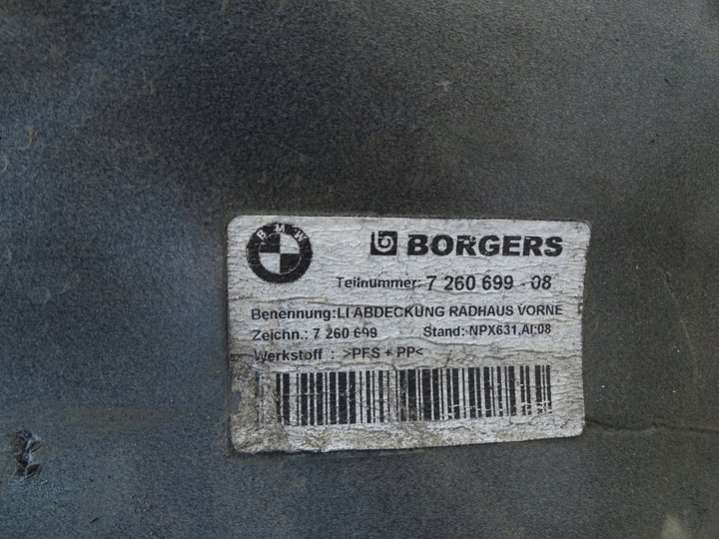 BMW
BORGERS
Teilnummer: 7 260 699 - 08
Benennung:LI ABDECKUNG RADHAUS VORNE
Zeichn.: 7 260 699 Stand: NPX631,AI:08
Werkstoff : >PFS + PP<